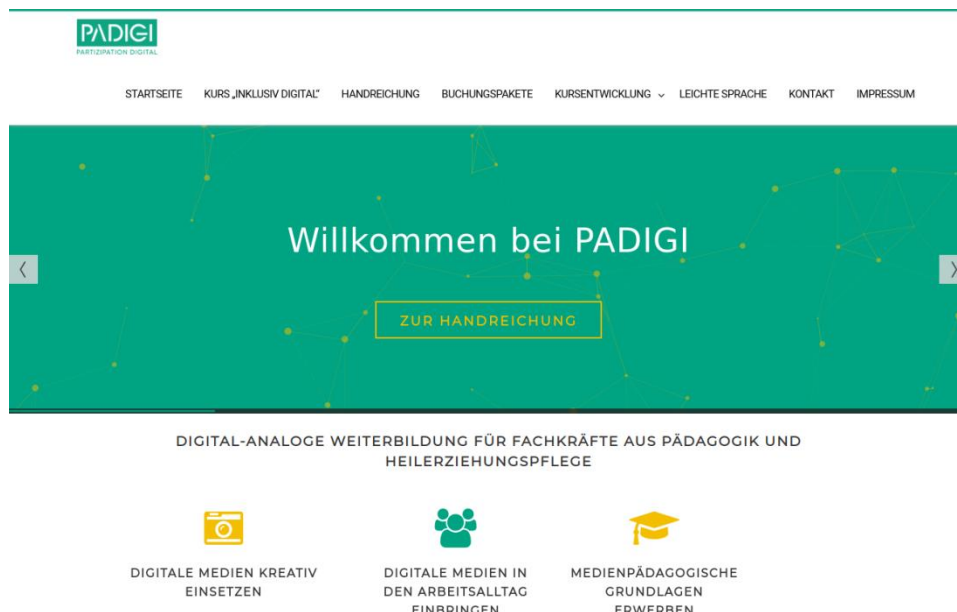 PADIGI
PARTIZIPATION DIGITAL
STARTSEITE KURS „INKLUSIV DIGITAL“ HANDREICHUNG BUCHUNGSPAKETE KURSENTWICKLUNG LEICHTE SPRACHE KONTAKT IMPRESSUM
Willkommen bei PADIGI
ZUR HANDREICHUNG
DIGITAL-ANALOGE WEITERBILDUNG FÜR FACHKRÄFTE AUS PÄDAGOGIK UND
HEILERZIEHUNGSPFLEGE
DIGITALE MEDIEN KREATIV
EINSETZEN
DIGITALE MEDIEN IN
DEN ARBEITSALLTAG
EINBRINGEN
MEDIENPÄDAGOGISCHE
GRUNDLAGEN
ERWERBEN